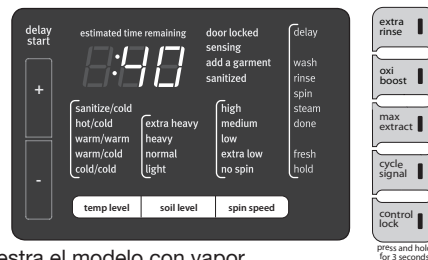 delay
start
+
-
estimated time remaining
:40
door locked
sensing
add a garment
sanitized
delay
wash
rinse
spin
steam
done
fresh
hold
sanitize/cold
hot/cold
warm/warm
warm/cold
cold/cold
extra heavy
heavy
normal
light
high
medium
low
extra low
no spin
temp level
soil level
spin speed
extra
rinse
oxi
boost
max
extract
cycle
signal
control
lock
press and hold
for 3 seconds
estra el modelo con vapor